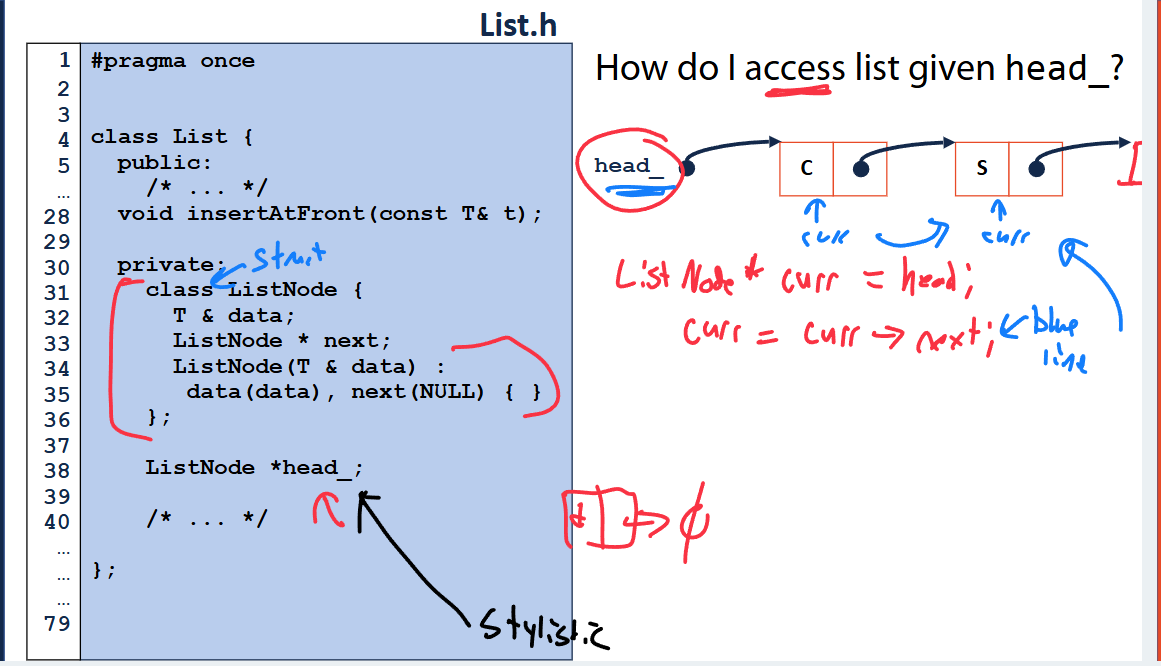 List.h
1 #pragma once
2
3
4 class List {
5 public:
... /* ... */
28 void insertAtFront(const T& t);
29
30 private:
struct
31 class ListNode {
32 T & data;
33 ListNode * next;
34 ListNode(T & data) :
35 data(data), next(NULL) { }
36 };
37
38 ListNode *head_;
39
40 /* ... */
...
... };
...
79
stylistic
How do I access list given head_?
head_ C S
curr curr
List Node* curr = head;
curr = curr → next; blue
line
t → ϕ